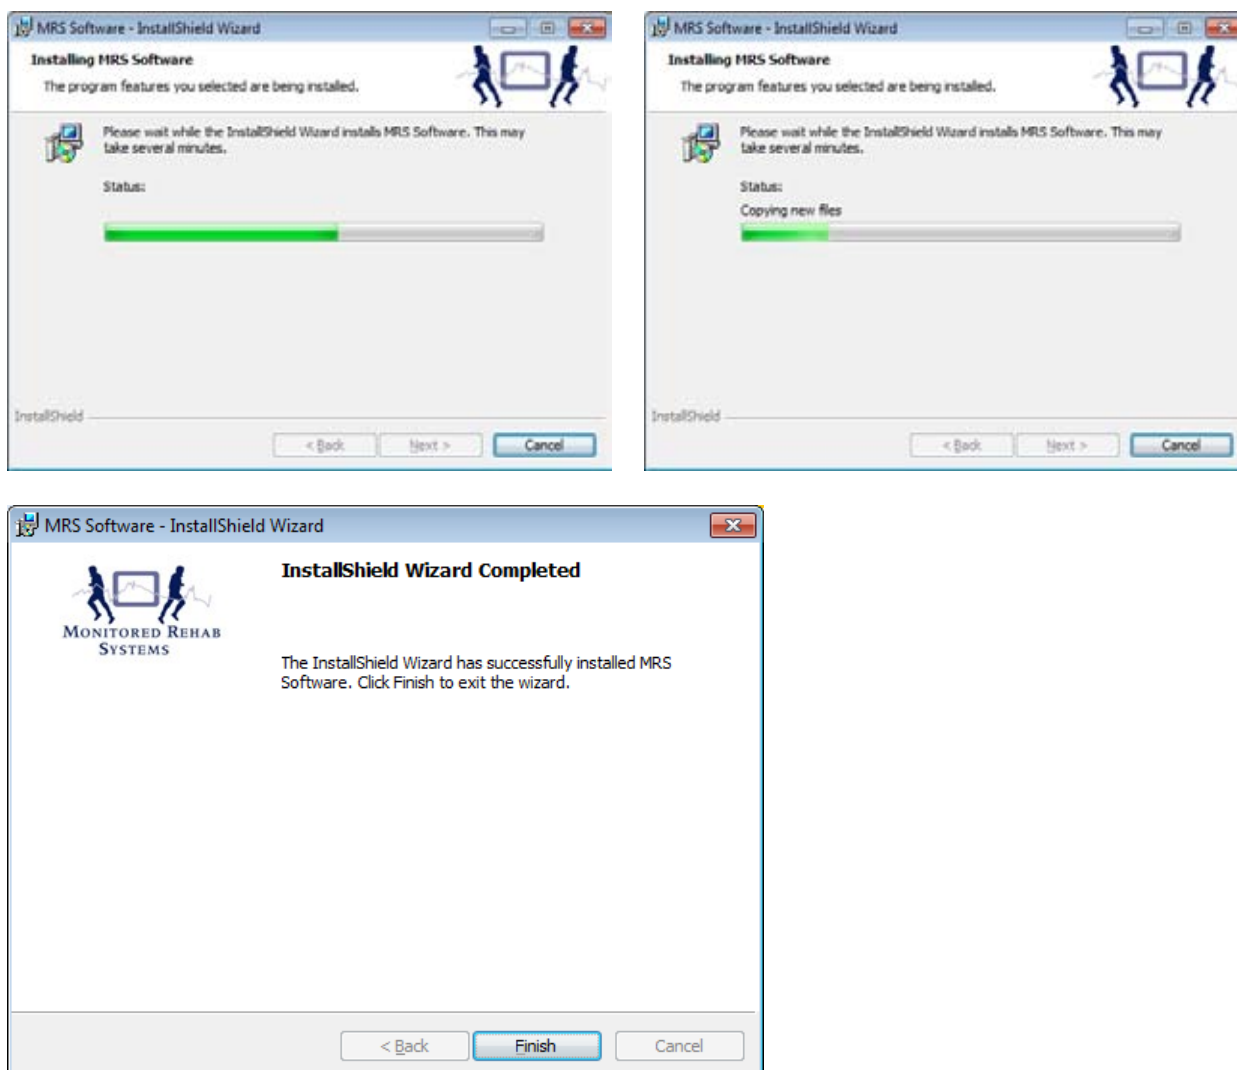 MRS Software - InstallShield Wizard
Installing MRS Software
The program features you selected are being installed.
Please wait while the InstallShield Wizard installs MRS Software. This may
take several minutes.
Status:
InstallShield
< Back Next > Cancel
MRS Software - InstallShield Wizard
Installing MRS Software
The program features you selected are being installed.
Please wait while the InstallShield Wizard installs MRS Software. This may
take several minutes.
Status:
Copying new files
InstallShield
< Back Next > Cancel
MRS Software - InstallShield Wizard
MONITORED REHAB
SYSTEMS
InstallShield Wizard Completed
The InstallShield Wizard has successfully installed MRS
Software. Click Finish to exit the wizard.
< Back Finish Cancel